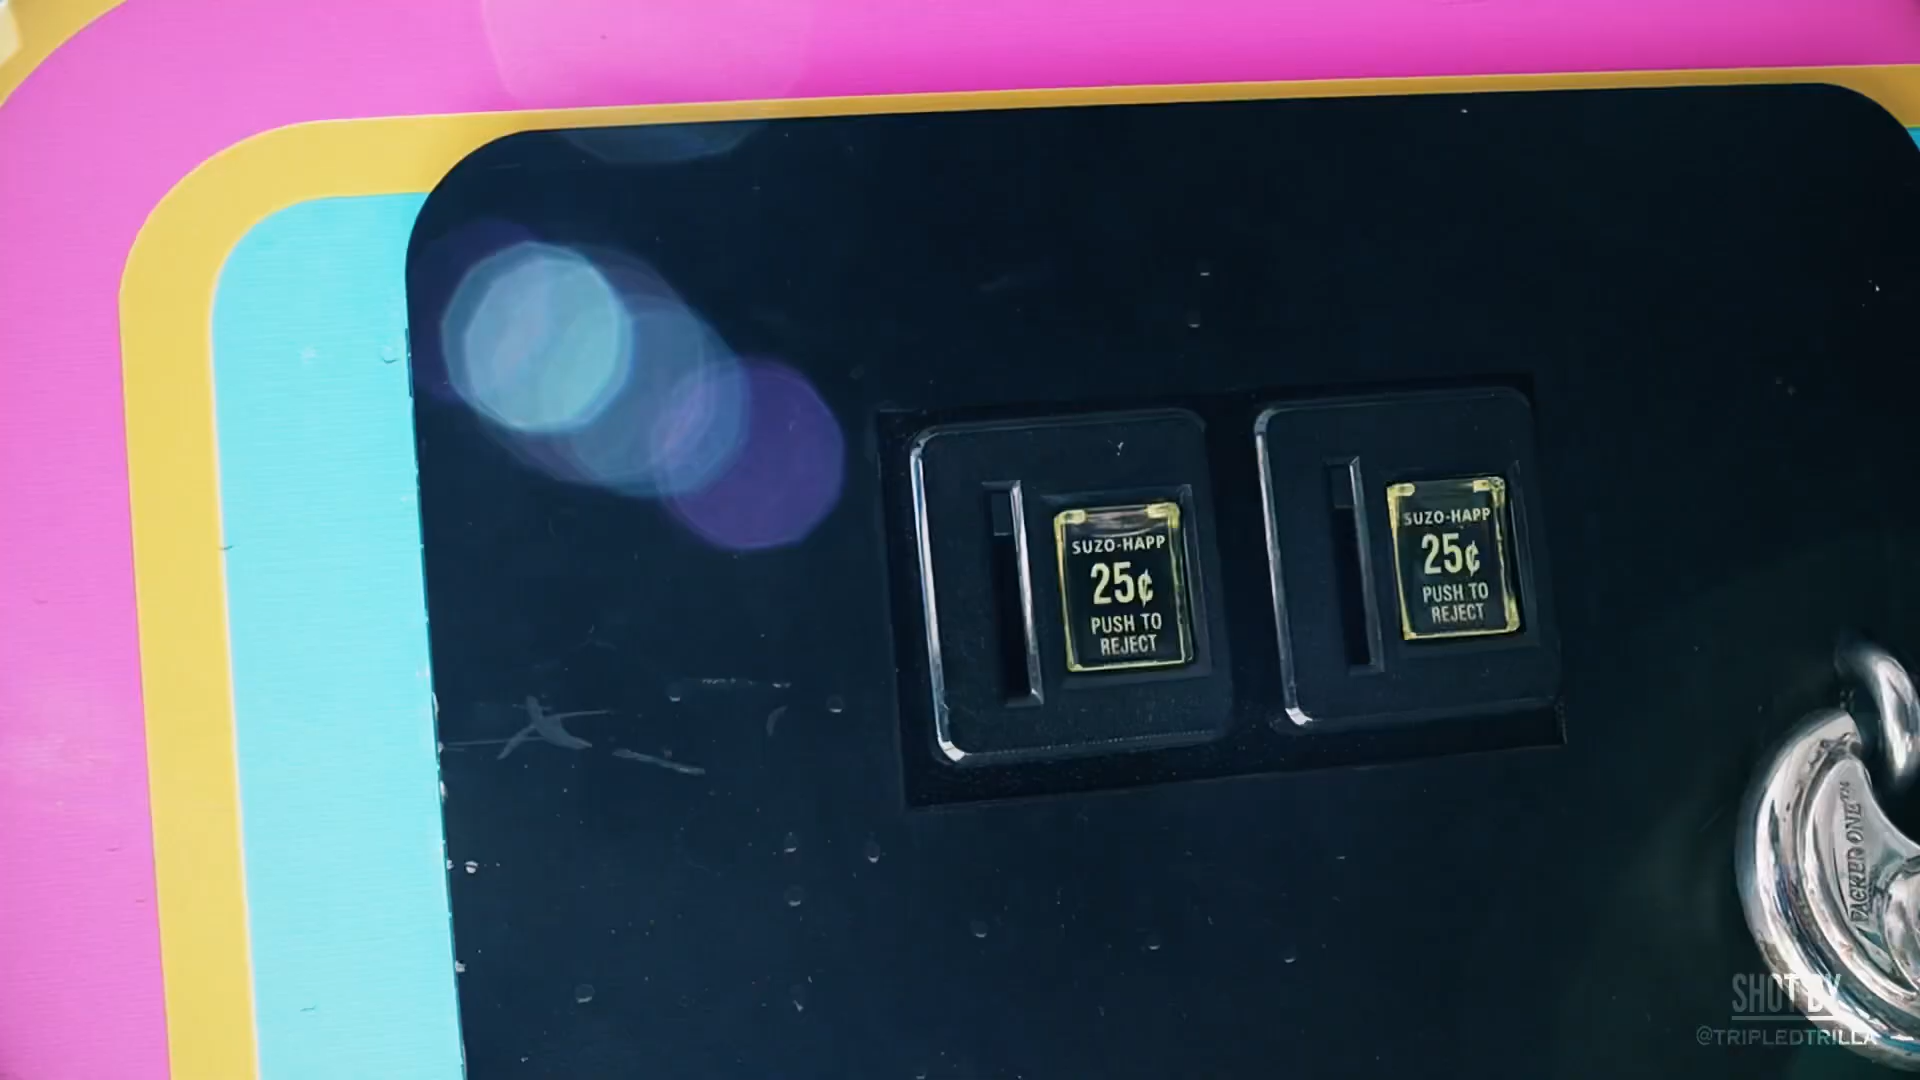 SUZO-HAPP
25¢
PUSH TO
REJECT
SUZO-HAPP
25¢
PUSH TO
REJECT
PACKER ONE™
SHOT BY
@TRIPLEDTRILLA